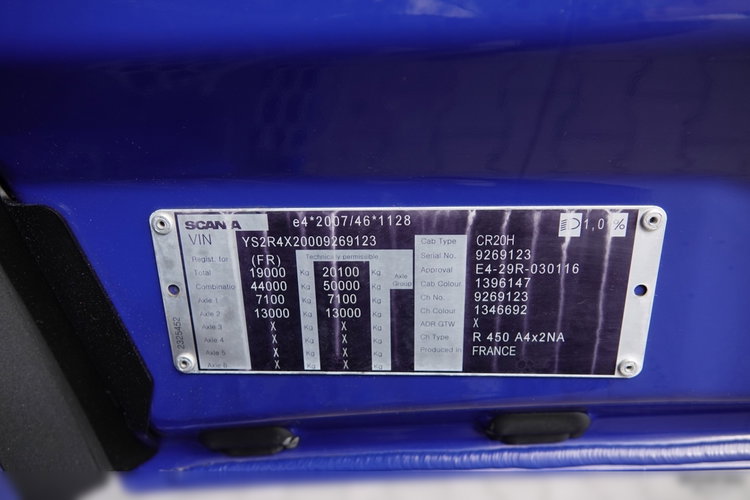 SCANIA e4*2007/46*1128 1,0%
VIN YS2R4X20009269123 Cab Type CR20H
Regist. for (FR) Technically permissible Serial No. 9269123
Total 19000 Kg 20100 Kg Axle Group Approval E4-29R-030116
Combination 44000 Kg 50000 Kg Cab Colour 1396147
Axle 1 7100 Kg 7100 Kg Ch No. 9269123
Axle 2 13000 Kg 13000 Kg Ch Colour 1346692
Axle 3 X Kg X Kg ADR GTW X
Axle 4 X Kg X Kg Ch Type R 450 A4x2NA
Axle 5 X Kg X Kg Produced in FRANCE
Axle 6 X Kg X Kg
2325452